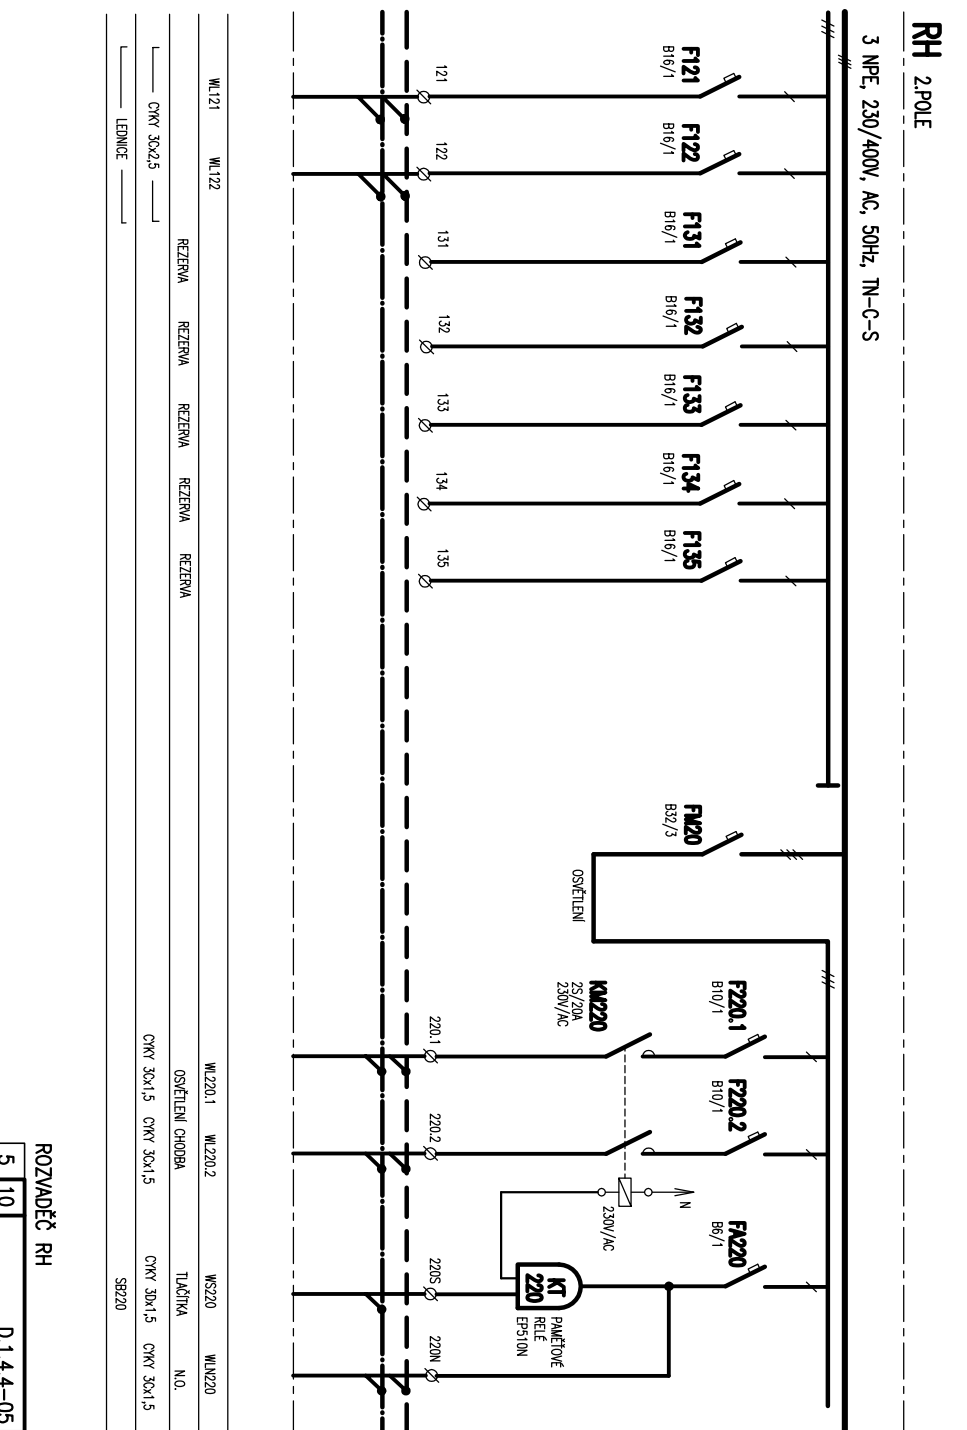 RH 2.POLE
3 NPE, 230/400V, AC, 50Hz, TN-C-S
F121
B16/1
F122
B16/1
F131
B16/1
F132
B16/1
F133
B16/1
F134
B16/1
F135
B16/1
FM20
B32/3
OSVĚTLENÍ
F220.1
B10/1
F220.2
B10/1
FA220
B6/1
KM220
2S/20A
230V/AC
N
230V/AC
KT
220
PAMĚŤOVÉ
RELÉ
EP510N
121
122
131
132
133
134
135
220.1
220.2
220S
220N
WL121
WL122
WL220.1
WL220.2
WS220
WLN220
REZERVA
REZERVA
REZERVA
REZERVA
REZERVA
OSVĚTLENÍ CHODBA
TLAČÍTKA
N.O.
CYKY 3Cx2,5
CYKY 3Cx1,5
CYKY 3Cx1,5
CYKY 3Dx1,5
CYKY 3Cx1,5
LEDNICE
SB220
ROZVADĚČ RH
5 10
D.1.4.4-05